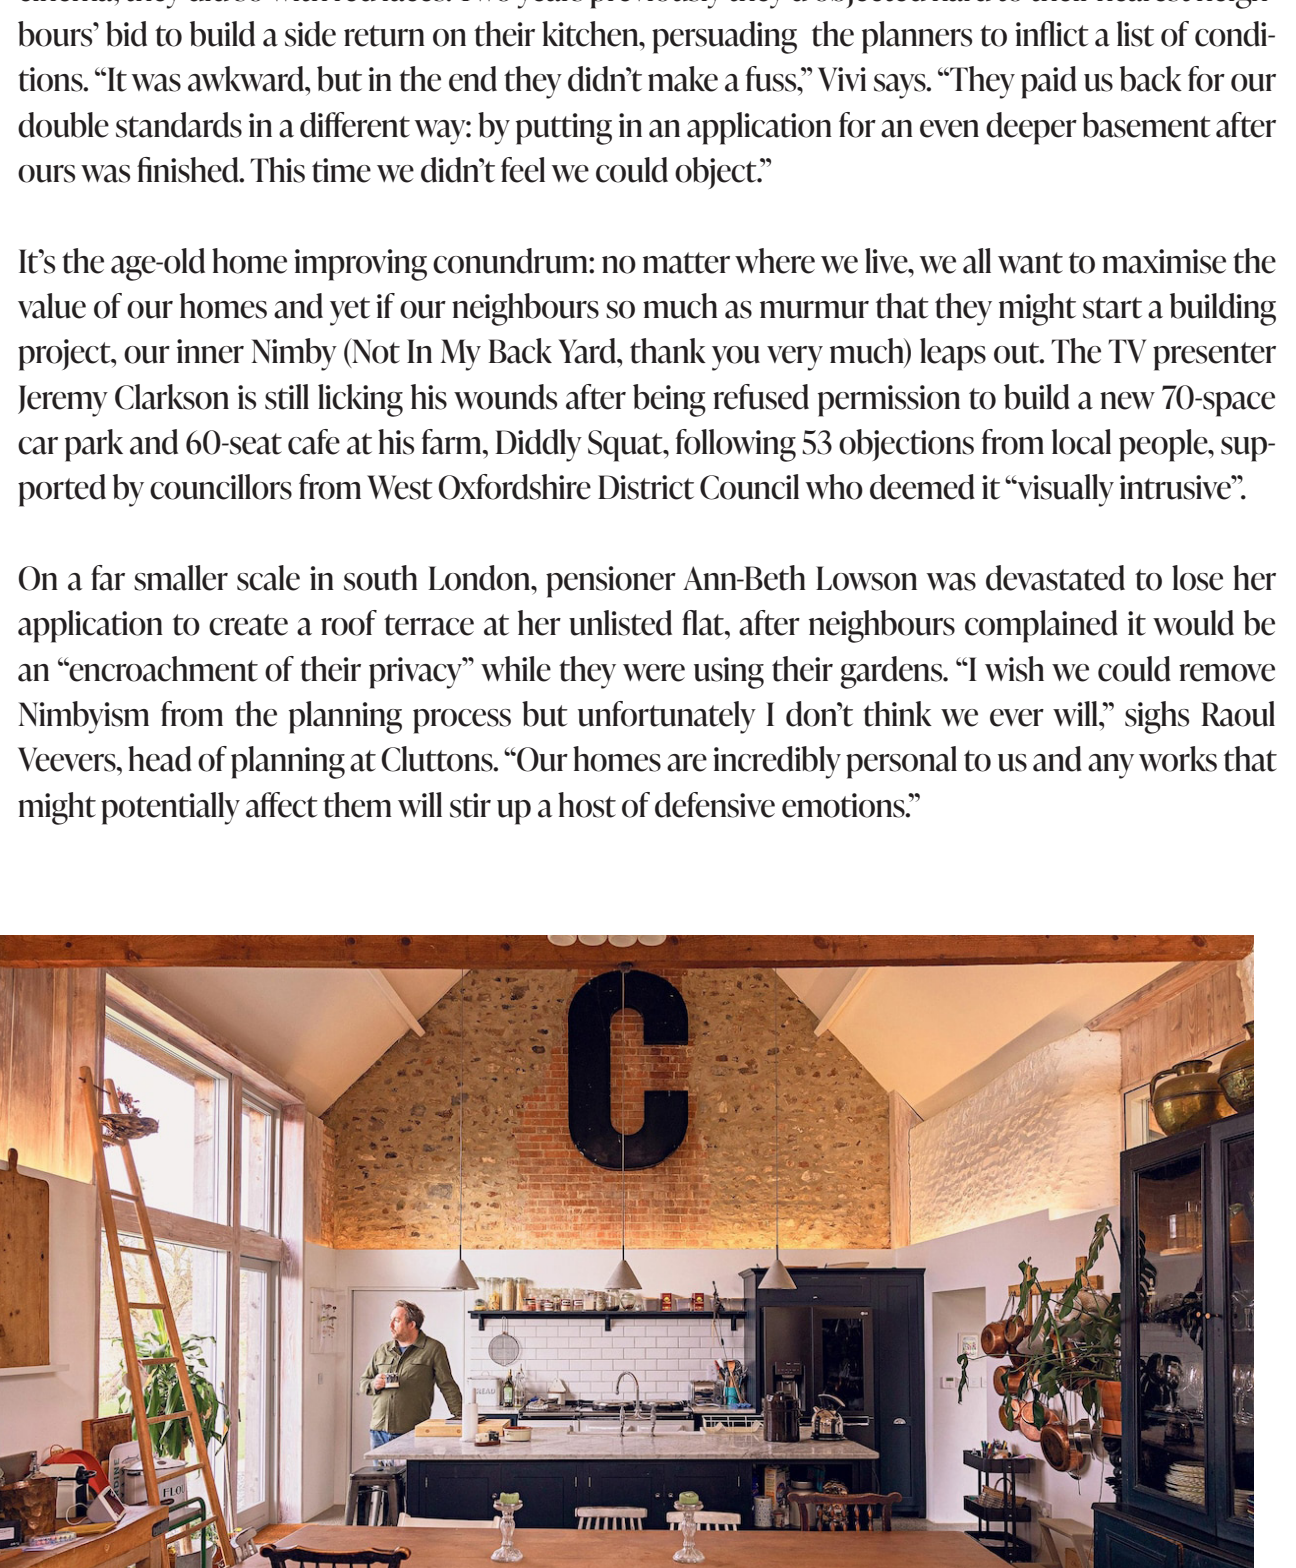 bours’ bid to build a side return on their kitchen, persuading  the planners to inflict a list of condi-
tions. “It was awkward, but in the end they didn’t make a fuss,” Vivi says. “They paid us back for our
double standards in a different way: by putting in an application for an even deeper basement after
ours was finished. This time we didn’t feel we could object.”
It’s the age-old home improving conundrum: no matter where we live, we all want to maximise the
value of our homes and yet if our neighbours so much as murmur that they might start a building
project, our inner Nimby (Not In My Back Yard, thank you very much) leaps out. The TV presenter
Jeremy Clarkson is still licking his wounds after being refused permission to build a new 70-space
car park and 60-seat cafe at his farm, Diddly Squat, following 53 objections from local people, sup-
ported by councillors from West Oxfordshire District Council who deemed it “visually intrusive”.
On a far smaller scale in south London, pensioner Ann-Beth Lowson was devastated to lose her
application to create a roof terrace at her unlisted flat, after neighbours complained it would be
an “encroachment of their privacy” while they were using their gardens. “I wish we could remove
Nimbyism from the planning process but unfortunately I don’t think we ever will,” sighs Raoul
Veevers, head of planning at Cluttons. “Our homes are incredibly personal to us and any works that
might potentially affect them will stir up a host of defensive emotions.”
C